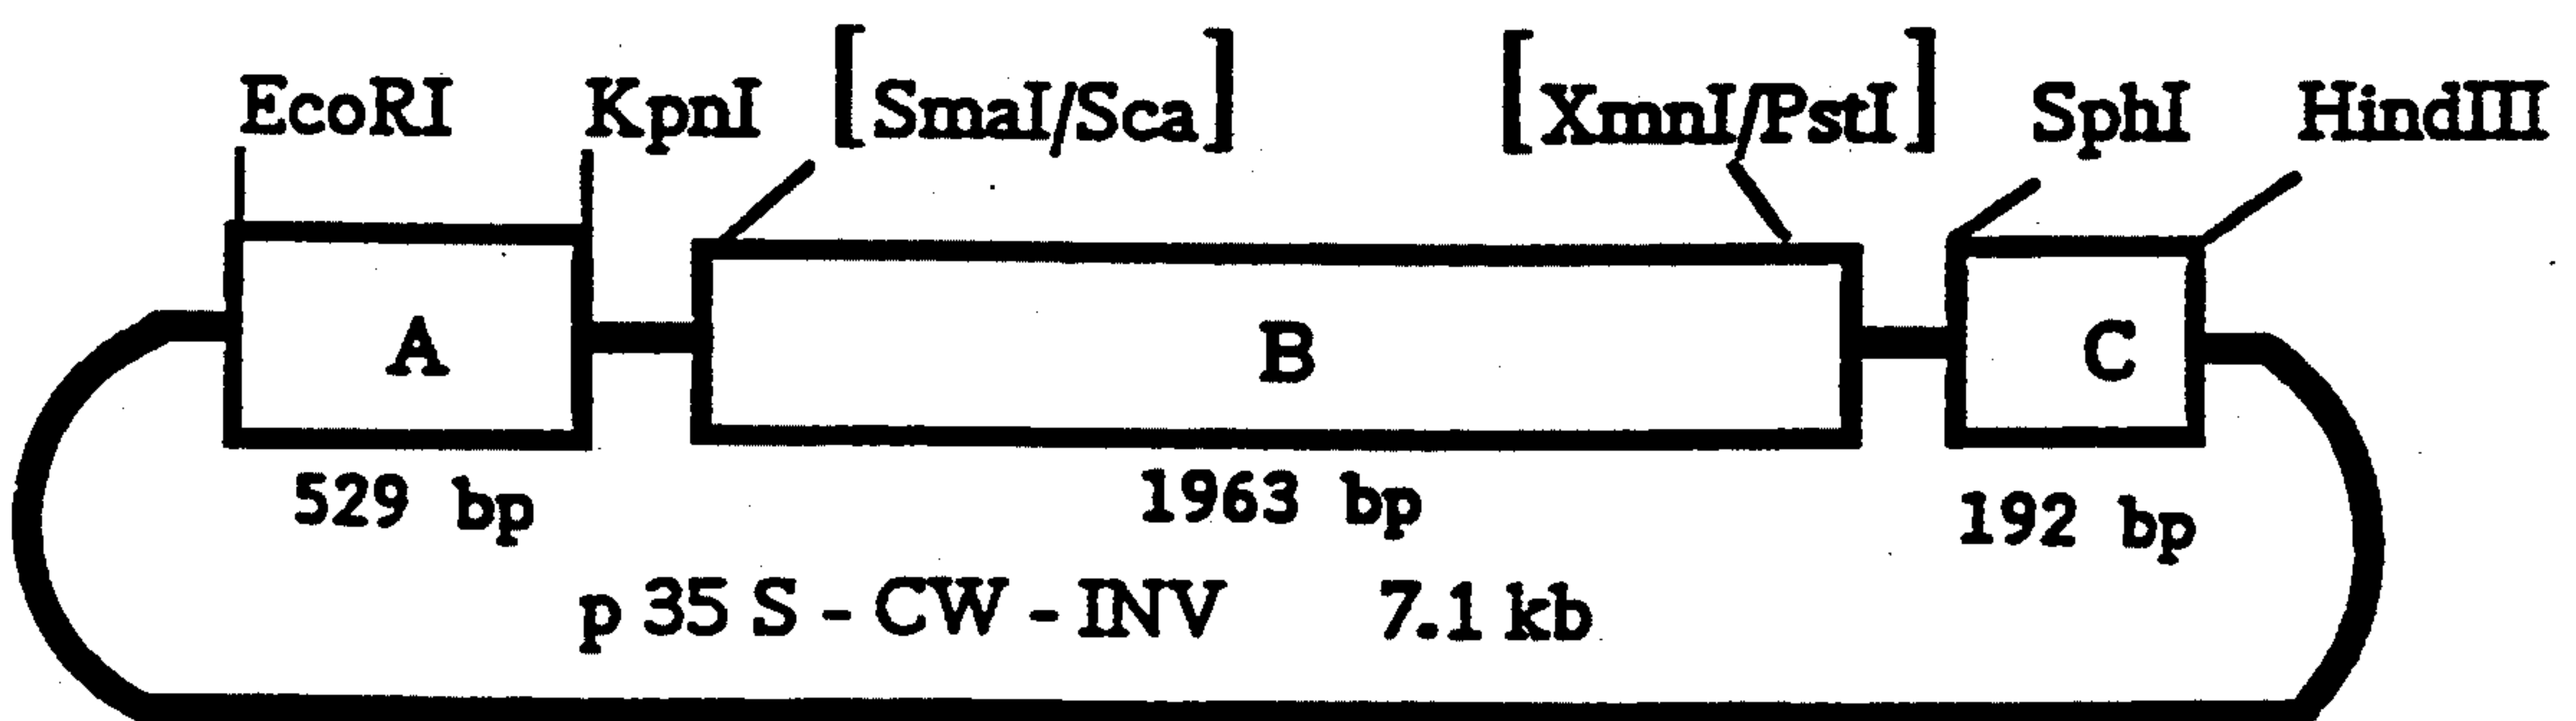 EcoRI KpnI [SmaI/Sca] [XmnI/PstI] SphI HindIII
A B C
529 bp 1963 bp 192 bp
p 35 S - CW - INV 7.1 kb